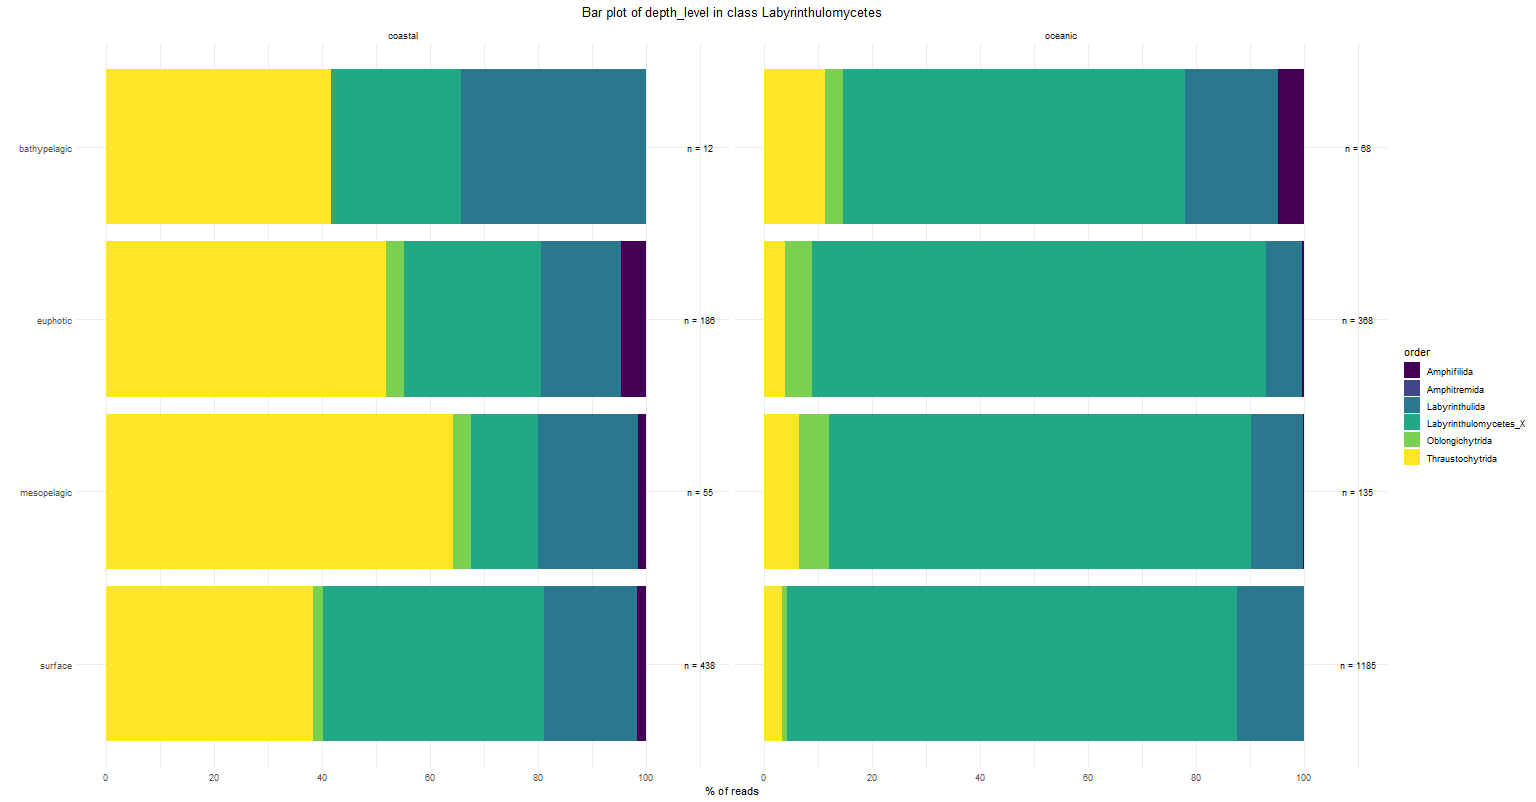 Bar plot of depth_level in class Labyrinthulomycetes
coastal
oceanic
bathypelagic
euphotic
mesopelagic
surface
n = 12
n = 186
n = 55
n = 438
n = 68
n = 368
n = 135
n = 1185
0 20 40 60 80 100
0 20 40 60 80 100
% of reads
order
Amphifilida
Amphitremida
Labyrinthulida
Labyrinthulomycetes_X
Oblongichytrida
Thraustochytrida